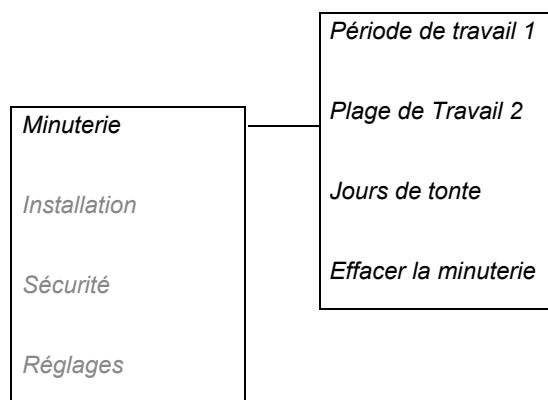 Minuterie
Installation
Sécurité
Réglages
Période de travail 1
Plage de Travail 2
Jours de tonte
Effacer la minuterie